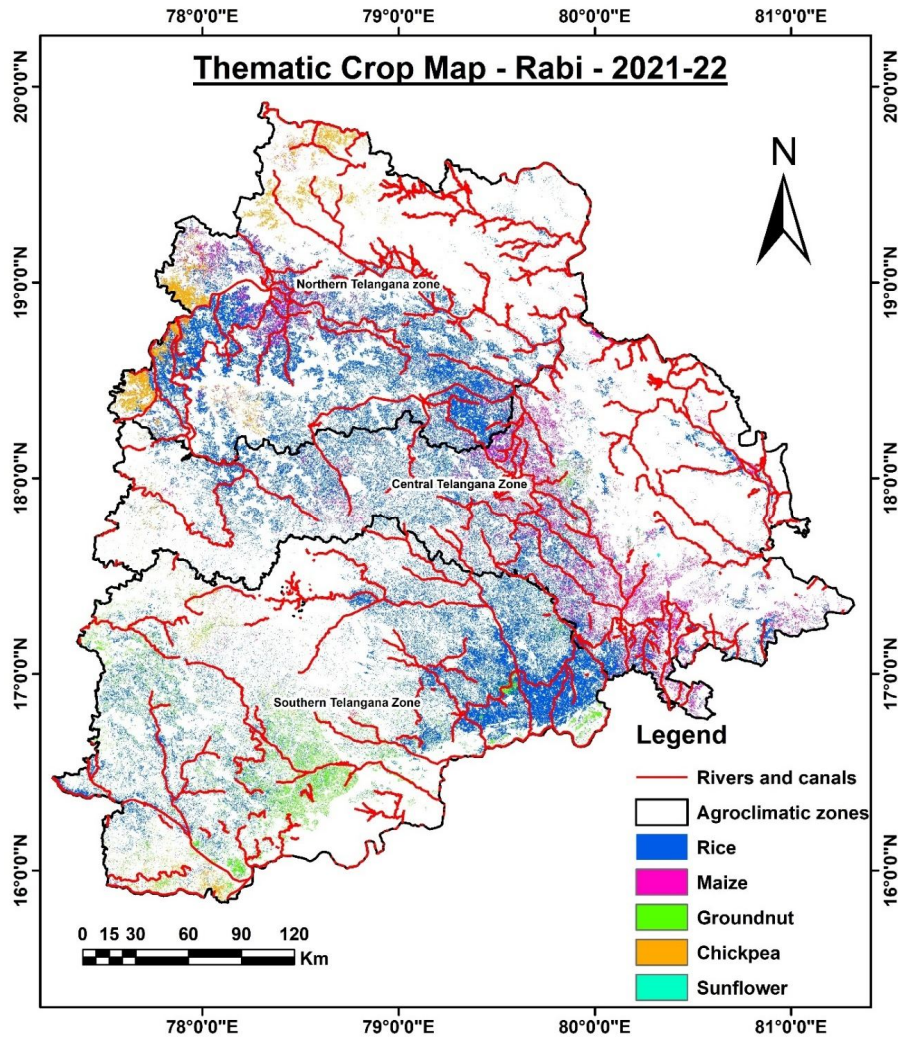 78°0'0"E 79°0'0"E 80°0'0"E 81°0'0"E
Thematic Crop Map - Rabi - 2021-22
20°0'0"N 20°0'0"N
N
19°0'0"N 19°0'0"N
Northern Telangana zone
18°0'0"N 18°0'0"N
Central Telangana Zone
17°0'0"N 17°0'0"N
Southern Telangana Zone
Legend
Rivers and canals
Agroclimatic zones
Rice
16°0'0"N 16°0'0"N
Maize
Groundnut
0 15 30 60 90 120
Km
Chickpea
Sunflower
78°0'0"E 79°0'0"E 80°0'0"E 81°0'0"E